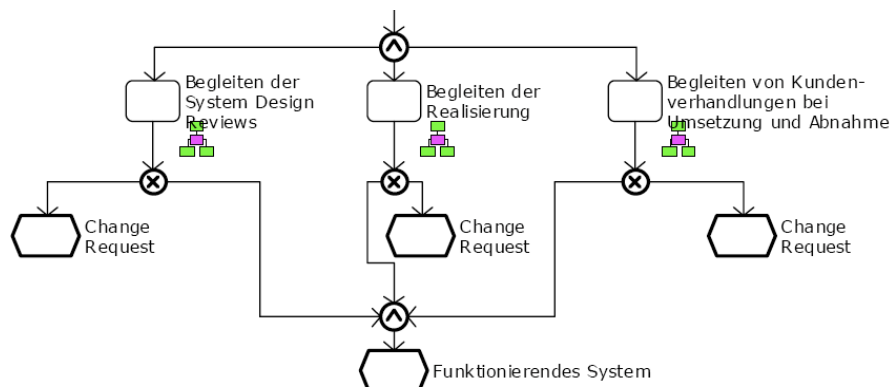 Begleiten der
System Design
Reviews
Begleiten der
Realisierung
Begleiten von Kunden-
verhandlungen bei
Umsetzung und Abnahme
Change
Request
Change
Request
Change
Request
Funktionierendes System